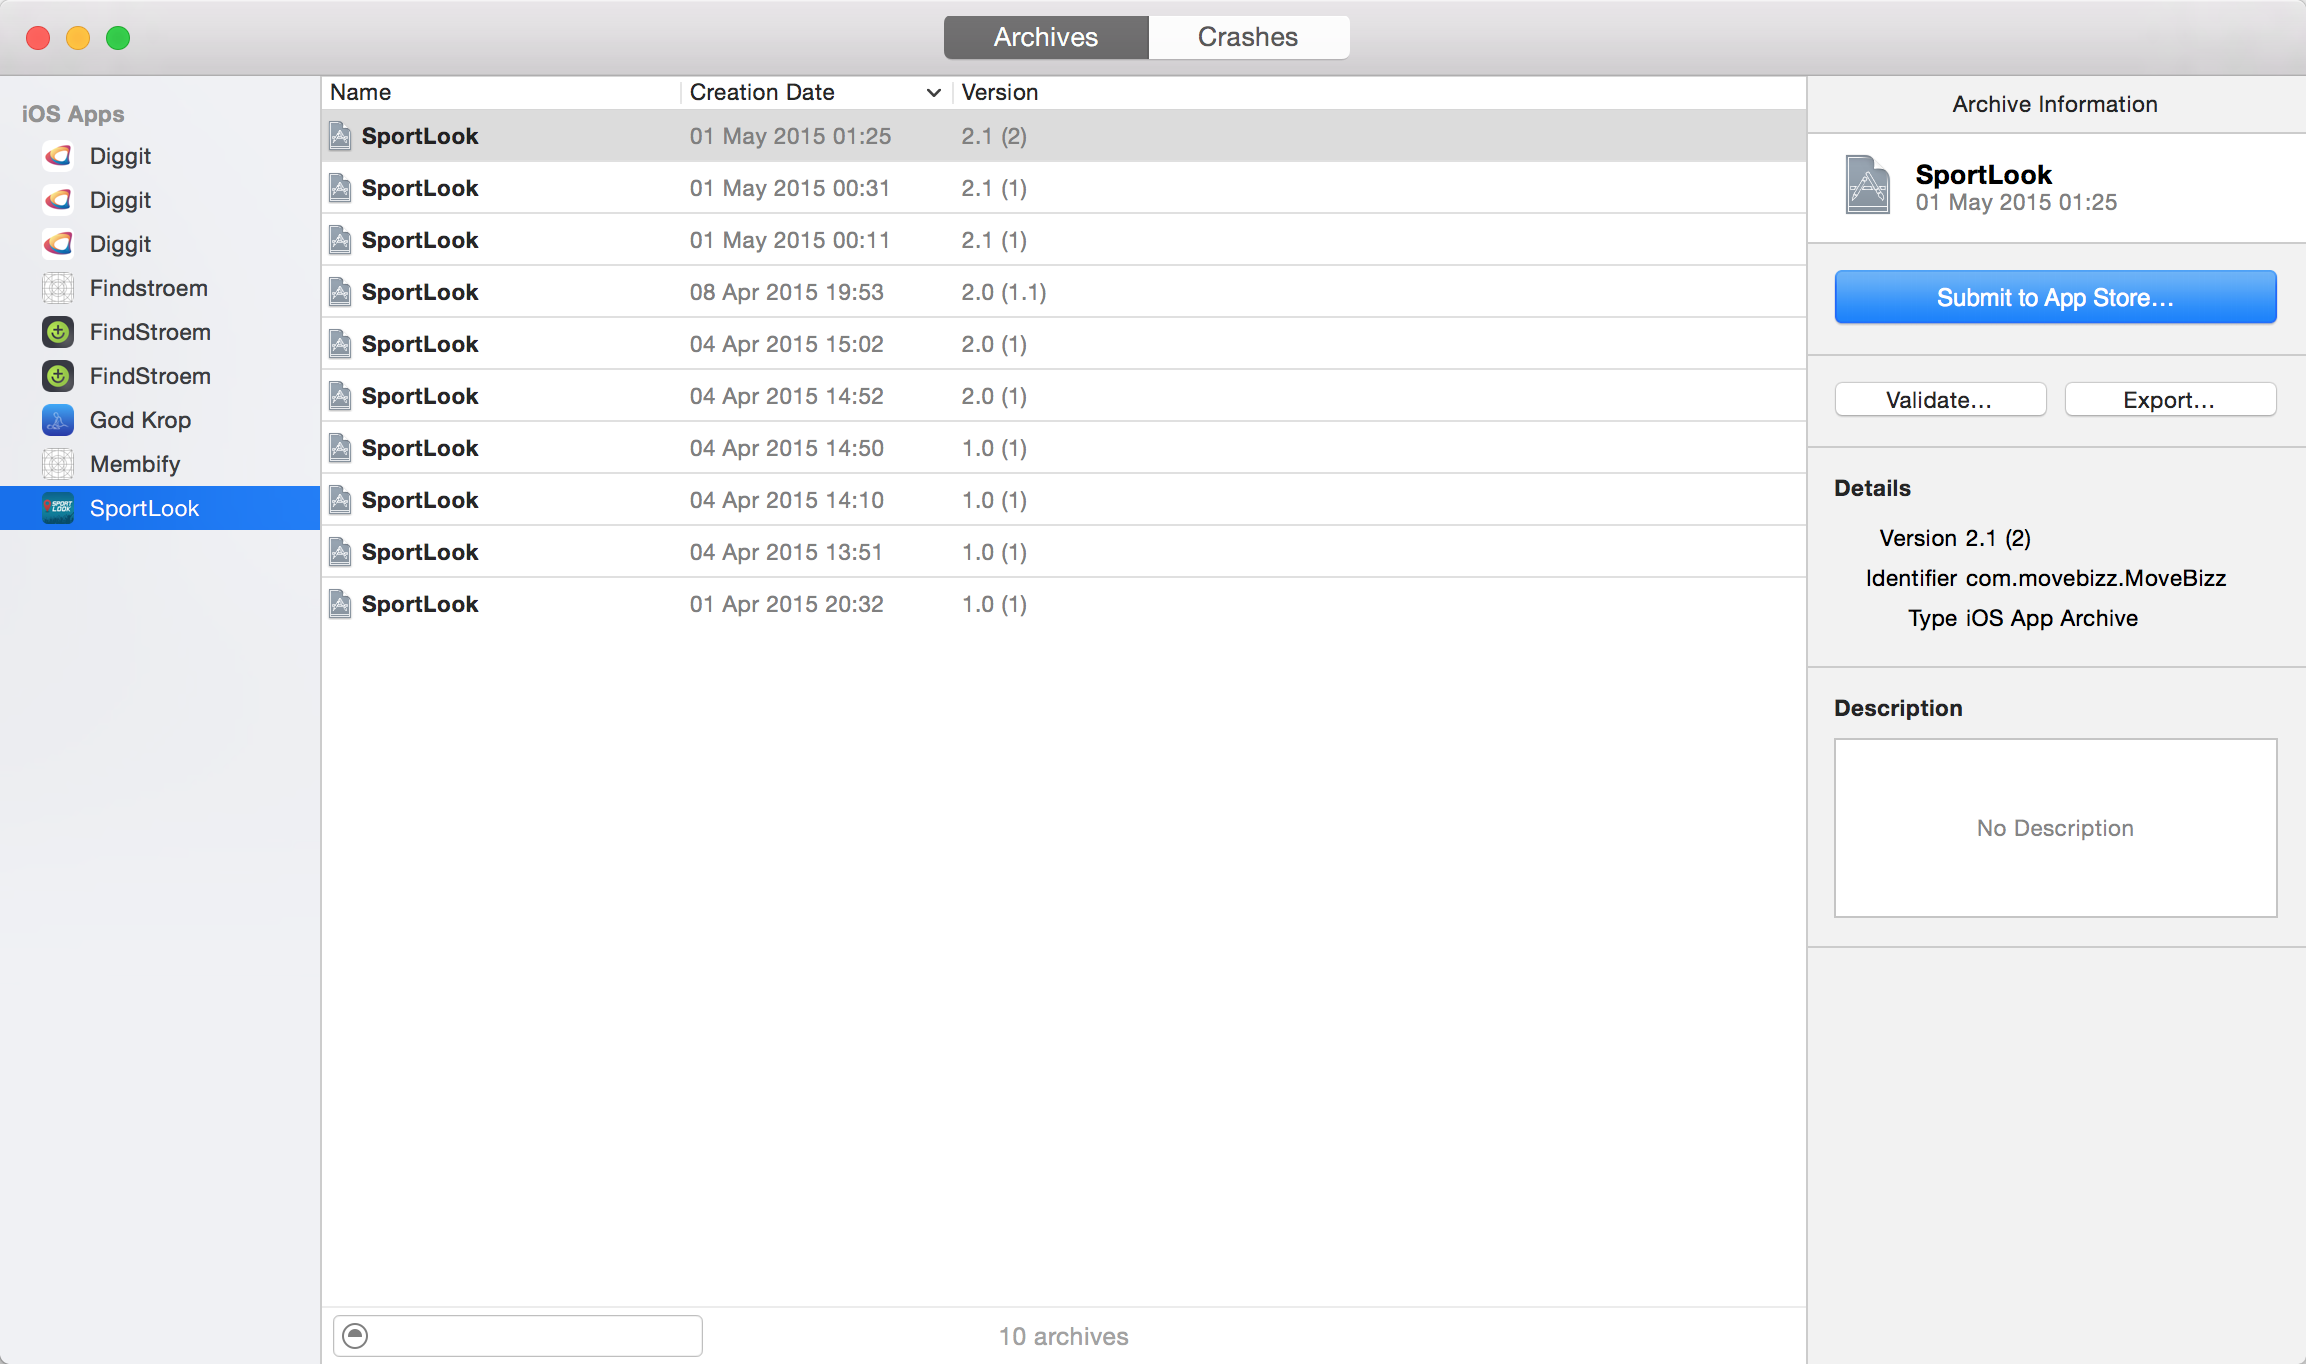 Archives Crashes
iOS Apps
Diggit
Diggit
Diggit
Findstroem
FindStroem
FindStroem
God Krop
Membify
SPORT LOOK SportLook
Name Creation Date Version
SportLook 01 May 2015 01:25 2.1 (2)
SportLook 01 May 2015 00:31 2.1 (1)
SportLook 01 May 2015 00:11 2.1 (1)
SportLook 08 Apr 2015 19:53 2.0 (1.1)
SportLook 04 Apr 2015 15:02 2.0 (1)
SportLook 04 Apr 2015 14:52 2.0 (1)
SportLook 04 Apr 2015 14:50 1.0 (1)
SportLook 04 Apr 2015 14:10 1.0 (1)
SportLook 04 Apr 2015 13:51 1.0 (1)
SportLook 01 Apr 2015 20:32 1.0 (1)
10 archives
Archive Information
SportLook
01 May 2015 01:25
Submit to App Store...
Validate... Export...
Details
Version 2.1 (2)
Identifier com.movebizz.MoveBizz
Type iOS App Archive
Description
No Description